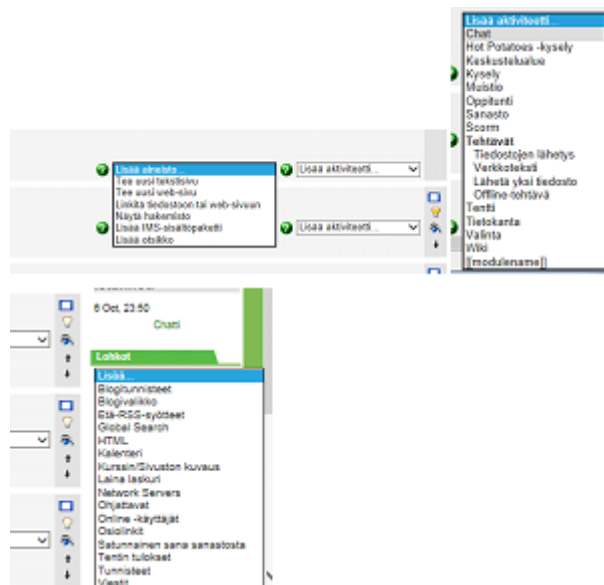 Lisää aineisto...
Tee uusi tekstisivu
Tee uusi web-sivu
Linkitä tiedostoon tai web-sivuun
Näytä hakemisto
Lisää IMS-sisältöpaketti
Lisää otsikko
Lisää aktiviteetti...
Lisää aktiviteetti...
Lisää aktiviteetti...
Chat
Hot Potatoes -kysely
Keskustelualue
Kysely
Muistio
Oppitunti
Sanasto
Scorm
Tehtävät
Tiedostojen lähetys
Verkkoteksti
Lähetä yksi tiedosto
Offline-tehtävä
Tentti
Tietokanta
Valinta
Wiki
[[modulename]]
6 Oct, 23:50
Chatti
Lohkot
Lisää...
Blogitunnisteet
Blogivalikko
Etä-RSS-syötteet
Global Search
HTML
Kalenteri
Kurssin/Sivuston kuvaus
Laina laskuri
Network Servers
Ohjattavat
Online -käyttäjät
Osiolinkit
Satunnainen sana sanastosta
Tentin tulokset
Tunnisteet
Viestit